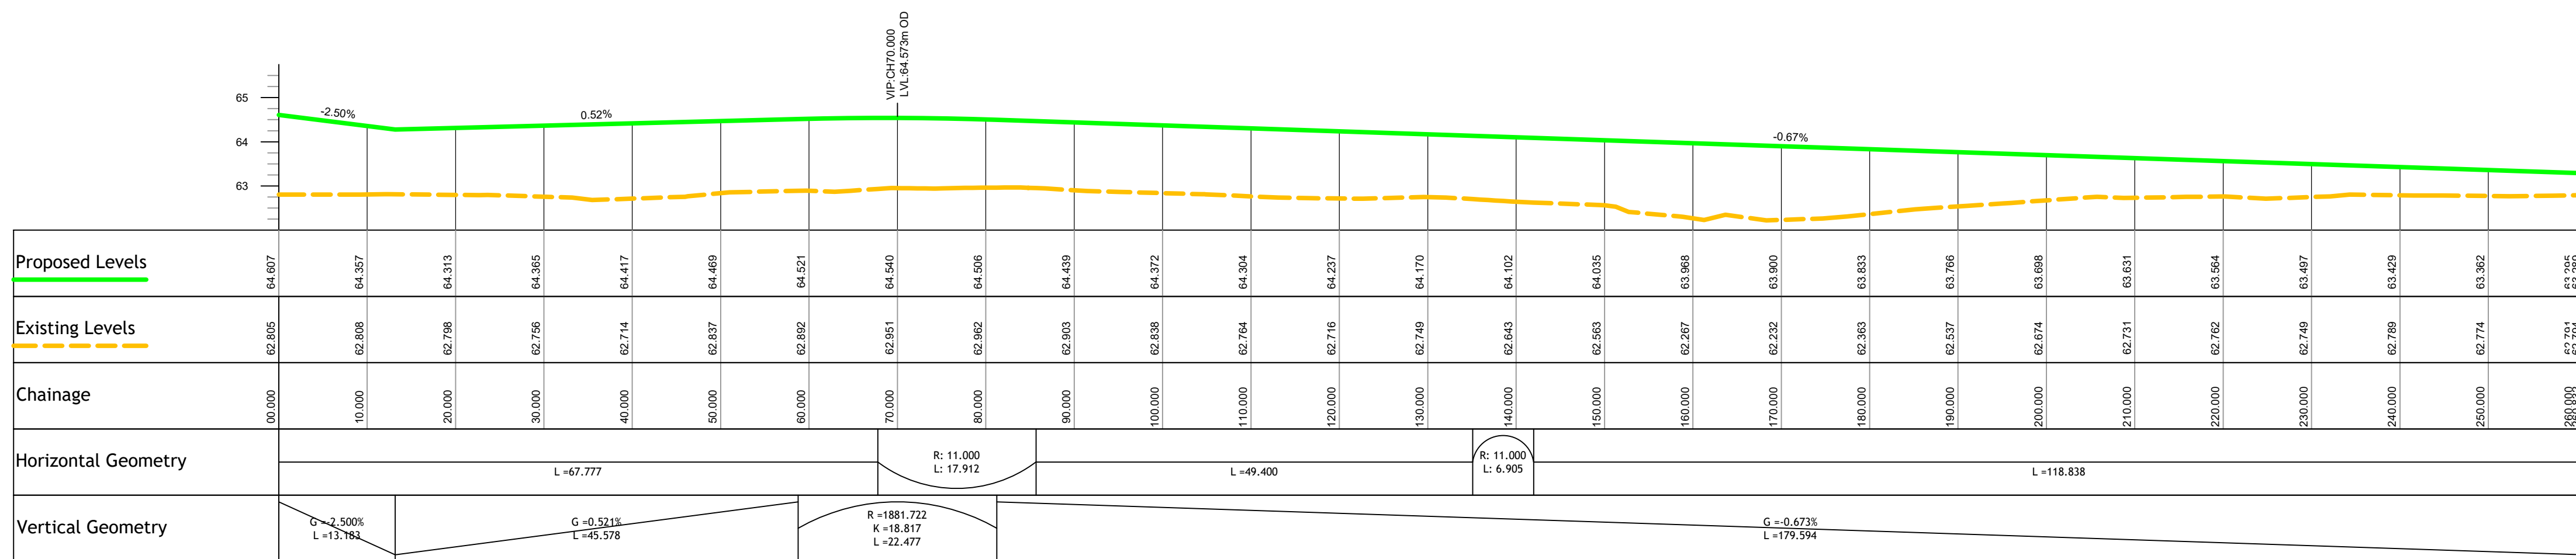 VIP:CH70.000
LVL:64.573m OD
65
64
63
-2.50%
0.52%
-0.67%
Proposed Levels
64.607 64.357 64.313 64.365 64.417 64.469 64.521 64.540 64.506 64.439 64.372 64.304 64.237 64.170 64.102 64.035 63.968 63.900 63.833 63.766 63.698 63.631 63.564 63.497 63.429 63.362
Existing Levels
62.805 62.808 62.798 62.756 62.714 62.837 62.892 62.951 62.962 62.903 62.838 62.764 62.716 62.749 62.643 62.563 62.267 62.232 62.363 62.537 62.674 62.731 62.762 62.749 62.789 62.774
Chainage
00.000 10.000 20.000 30.000 40.000 50.000 60.000 70.000 80.000 90.000 100.000 110.000 120.000 130.000 140.000 150.000 160.000 170.000 180.000 190.000 200.000 210.000 220.000 230.000 240.000 250.000 260.000
Horizontal Geometry
L =67.777
R: 11.000
L: 17.912
L =49.400
R: 11.000
L: 6.905
L =118.838
Vertical Geometry
G =-2.500%
L =13.183
G =0.521%
L =45.578
R =1881.722
K =18.817
L =22.477
G =-0.673%
L =179.594